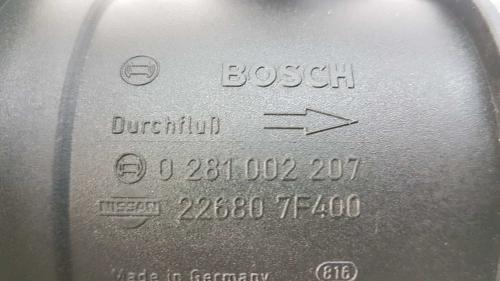 BOSCH
Durchfluß
0 281 002 207
NISSAN 22680 7F400
Made in Germany 816